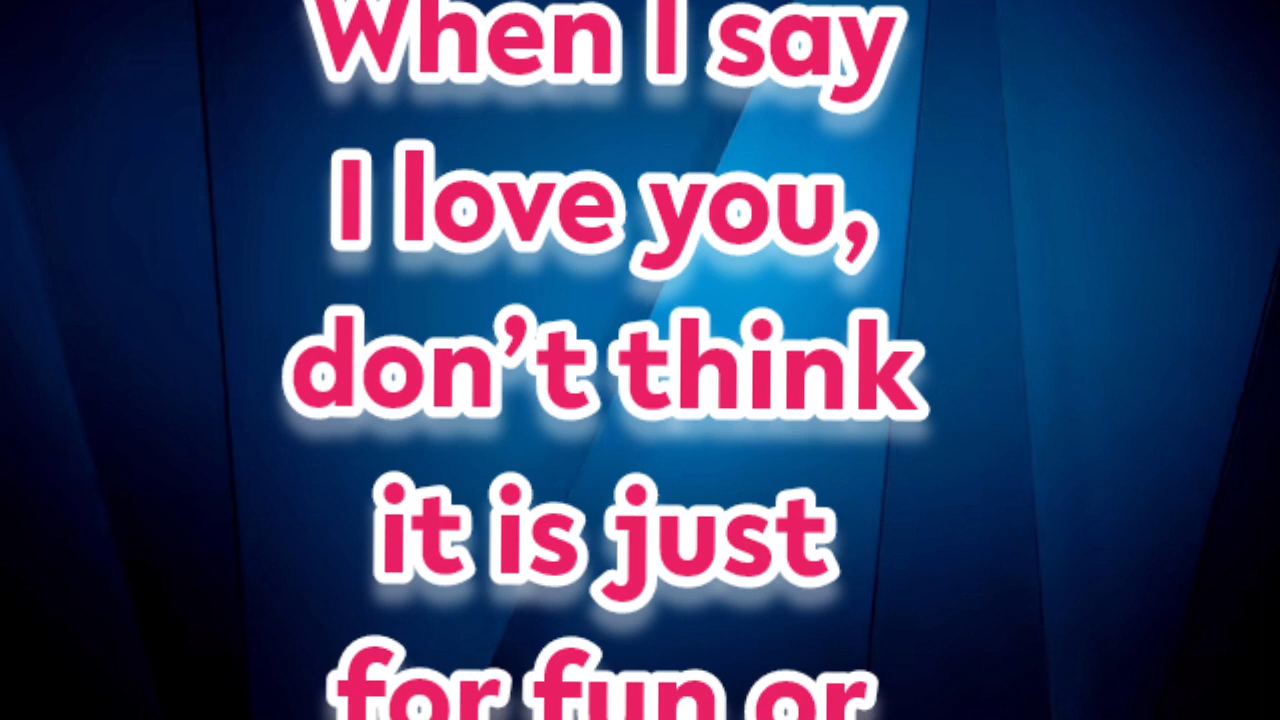 When I say
I love you,
don’t think
it is just
for fun or